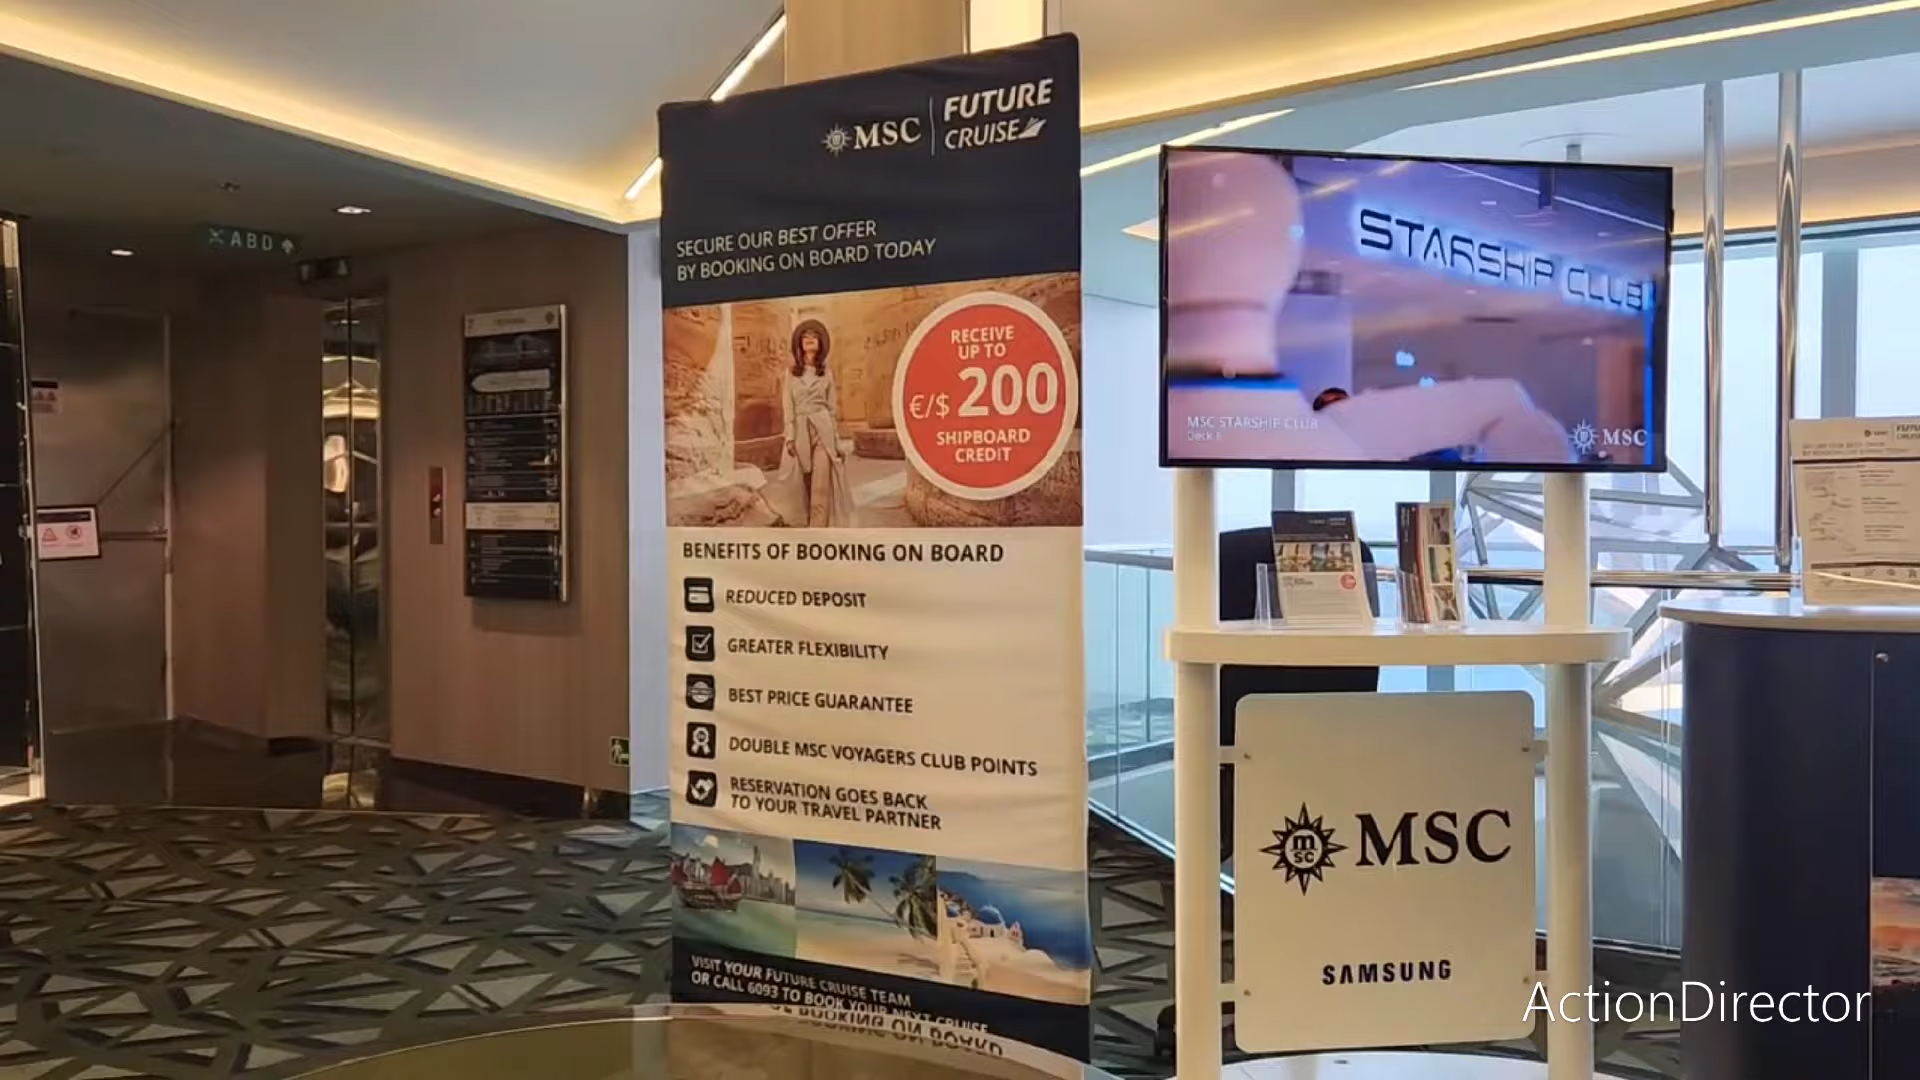 ABD
MSC
FUTURE
CRUISE
SECURE OUR BEST OFFER
BY BOOKING ON BOARD TODAY
RECEIVE
UP TO
€/$ 200
SHIPBOARD
CREDIT
BENEFITS OF BOOKING ON BOARD
REDUCED DEPOSIT
GREATER FLEXIBILITY
BEST PRICE GUARANTEE
DOUBLE MSC VOYAGERS CLUB POINTS
RESERVATION GOES BACK
TO YOUR TRAVEL PARTNER
VISIT YOUR FUTURE CRUISE TEAM
OR CALL 6093 TO BOOK YOUR NEXT CRUISE
STARSHIP CLUB
MSC STARSHIP CLUB
Deck 6
MSC
MSC
SAMSUNG
ActionDirector